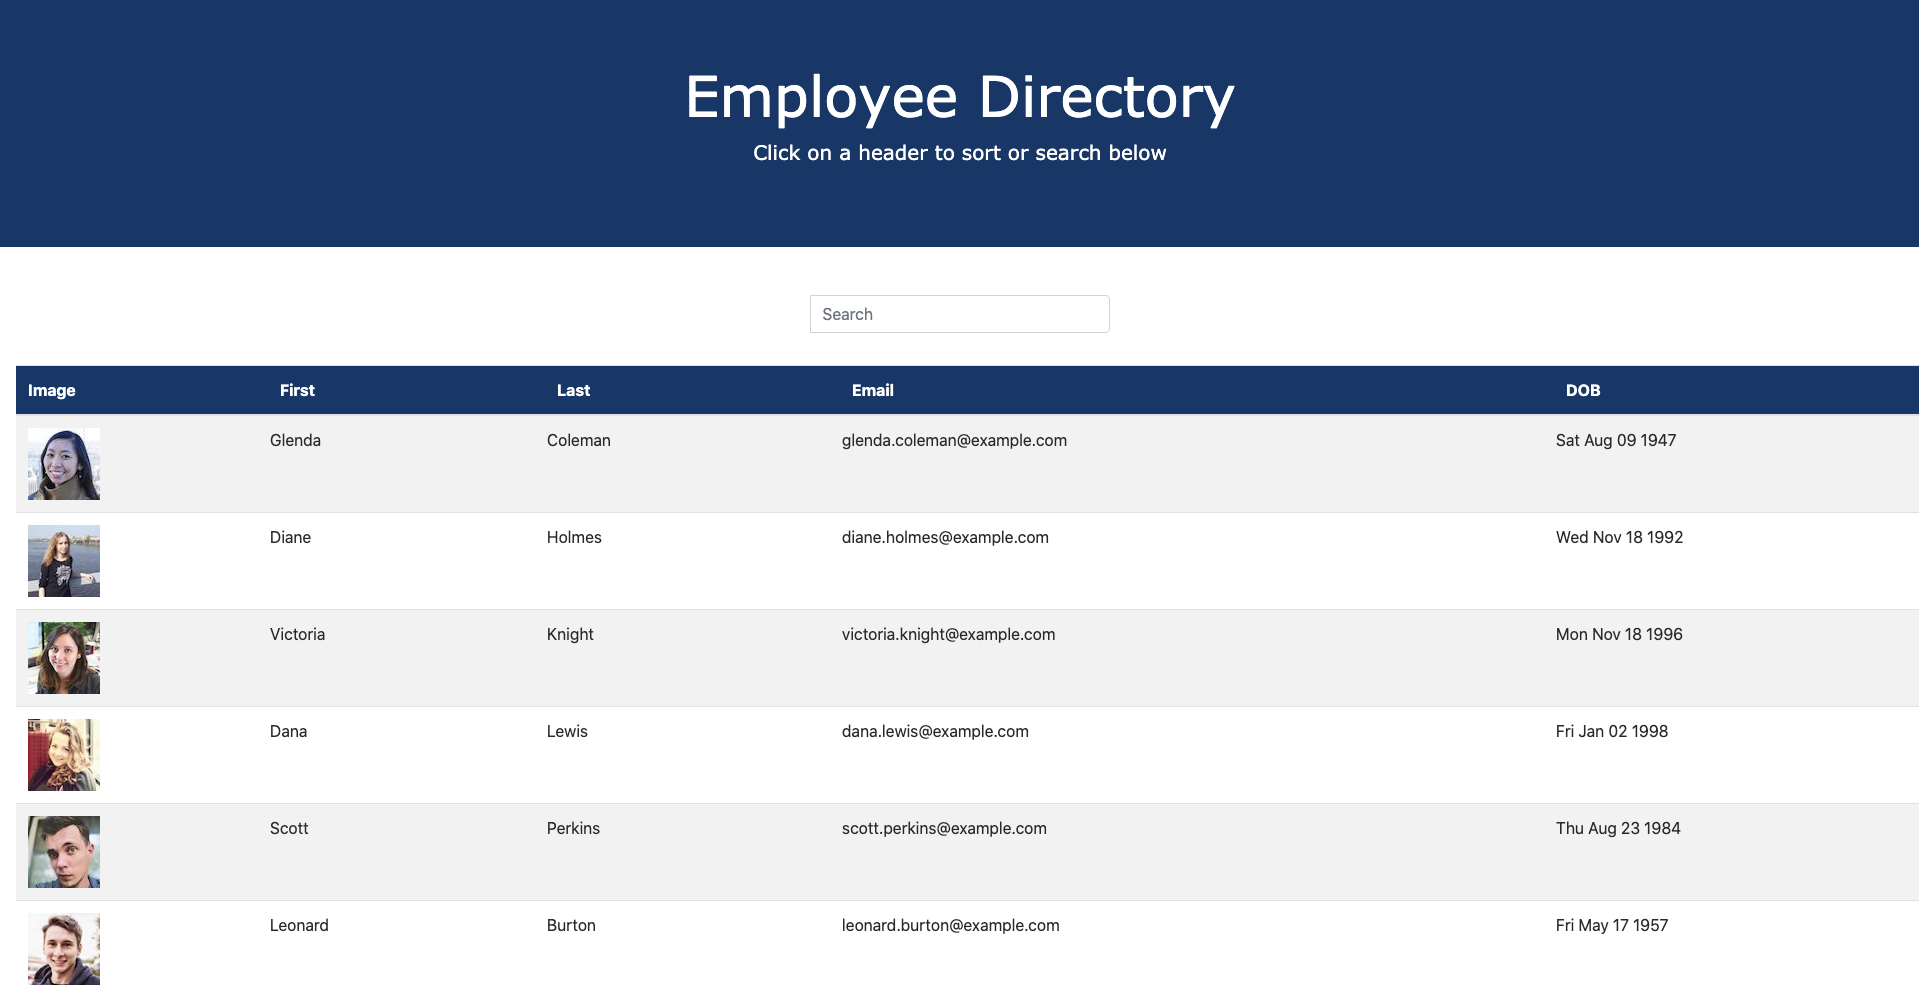 Employee Directory
Click on a header to sort or search below
Search
Image First Last Email DOB
Glenda Coleman glenda.coleman@example.com Sat Aug 09 1947
Diane Holmes diane.holmes@example.com Wed Nov 18 1992
Victoria Knight victoria.knight@example.com Mon Nov 18 1996
Dana Lewis dana.lewis@example.com Fri Jan 02 1998
Scott Perkins scott.perkins@example.com Thu Aug 23 1984
Leonard Burton leonard.burton@example.com Fri May 17 1957